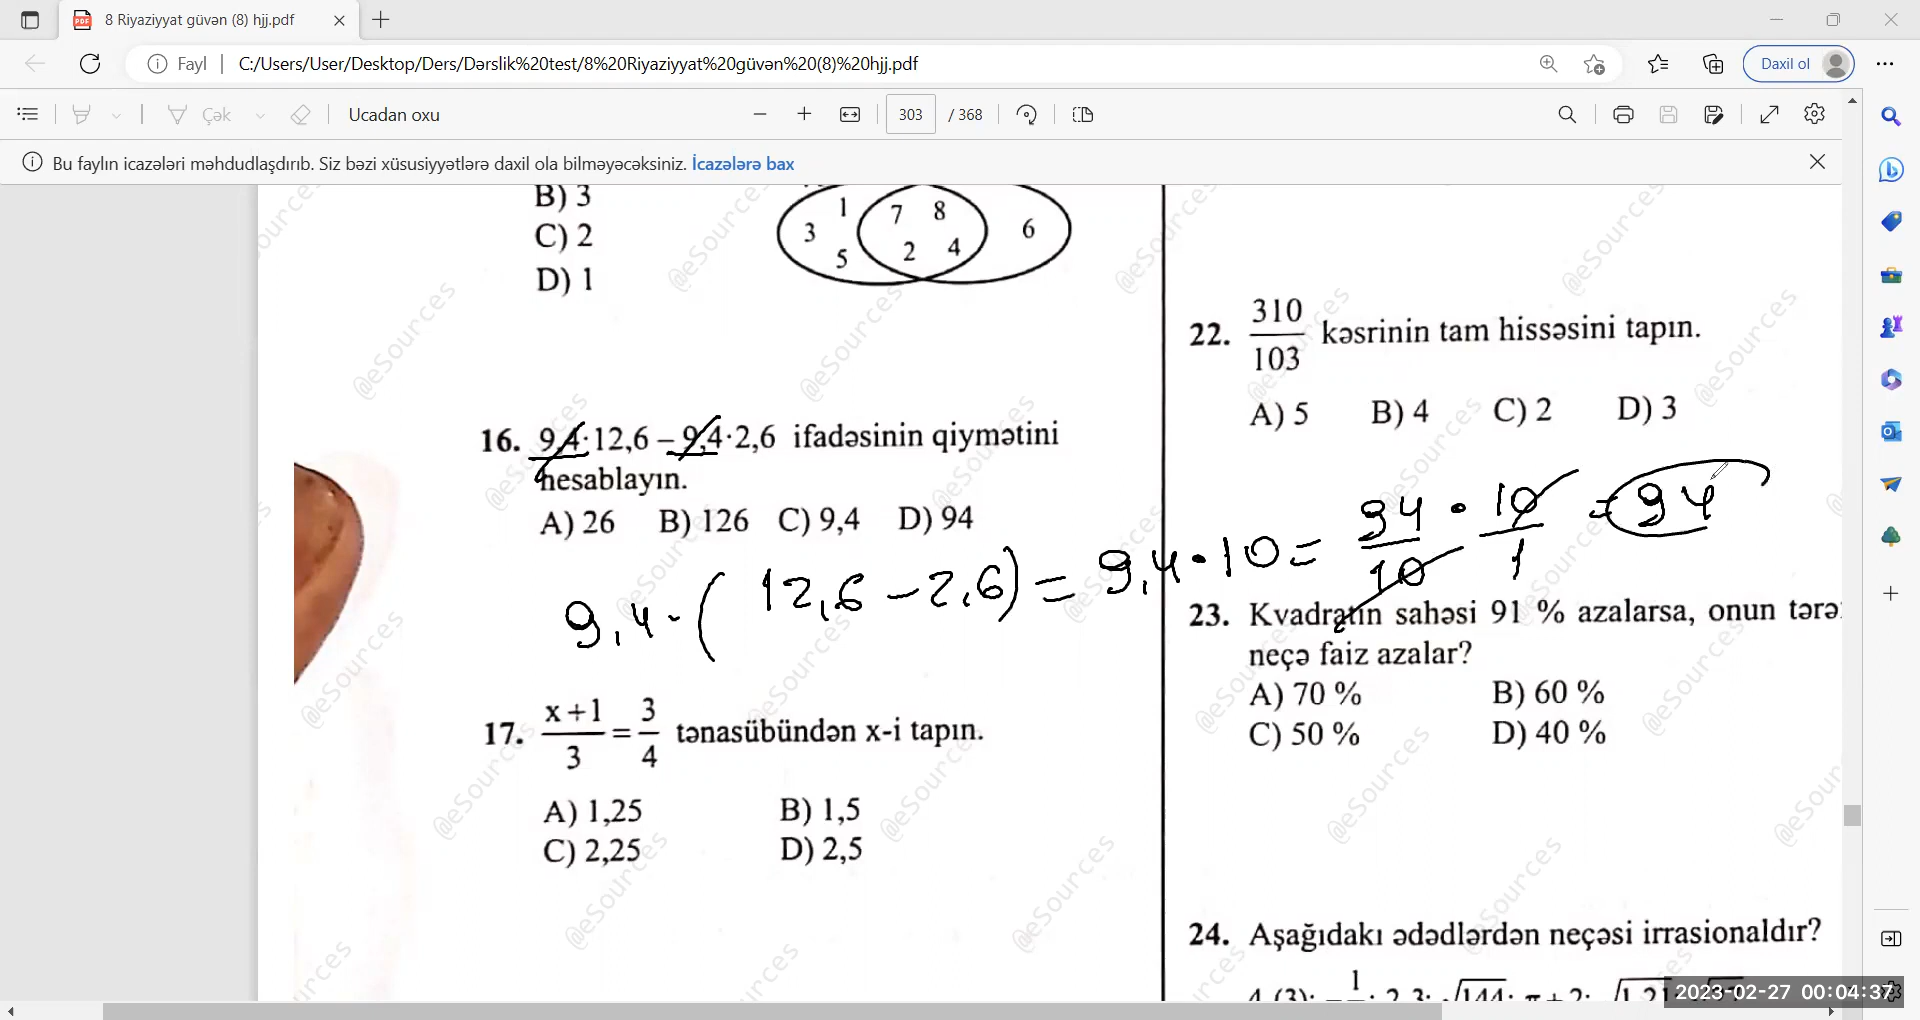 8 Riyaziyyat güvən (8) hjj.pdf
Fayl | C:/Users/User/Desktop/Ders/Dərslik%20test/8%20Riyaziyyat%20güvən%20(8)%20hjj.pdf
Daxil ol
Çək
Ucadan oxu
303 / 368
Bu faylın icazələri məhdudlaşdırıb. Siz bəzi xüsusiyyətlərə daxil ola bilməyəcəksiniz. İcazələrə bax
B) 3
C) 2
D) 1
1 7 8
3 6
5 2 4
16. 9,4·12,6 – 9,4·2,6 ifadəsinin qiymətini
hesablayın.
A) 26 B) 126 C) 9,4 D) 94
9,4·(12,6 – 2,6) = 9,4·10 = 94/10 · 10/1 = 94
17. x+1/3 = 3/4 tənasübündən x-i tapın.
A) 1,25 B) 1,5
C) 2,25 D) 2,5
22. 310/103 kəsrinin tam hissəsini tapın.
A) 5 B) 4 C) 2 D) 3
23. Kvadratın sahəsi 91 % azalarsa, onun tərə
neçə faiz azalar?
A) 70 % B) 60 %
C) 50 % D) 40 %
24. Aşağıdakı ədədlərdən neçəsi irrasionaldır?
@eSources
2023-02-27 00:04:37